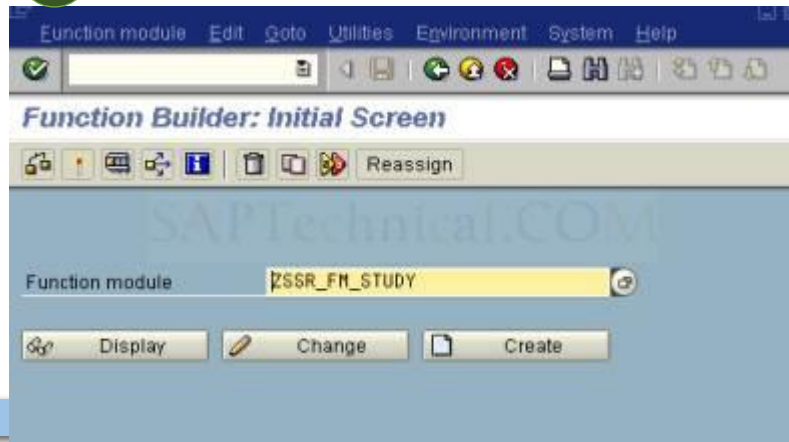 Function module Edit Goto Utilities Environment System Help
Function Builder: Initial Screen
Reassign
SAPTechnical.COM
Function module ZSSR_FM_STUDY
Display Change Create